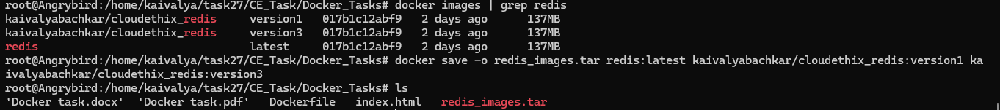 root@Angrybird:/home/kaivalya/task27/CE_Task/Docker_Tasks# docker images | grep redis
kaivalyabachkar/cloudethix_redis     version1   017b1c12abf9   2 days ago      137MB
kaivalyabachkar/cloudethix_redis     version3   017b1c12abf9   2 days ago      137MB
redis                                latest     017b1c12abf9   2 days ago      137MB
root@Angrybird:/home/kaivalya/task27/CE_Task/Docker_Tasks# docker save -o redis_images.tar redis:latest kaivalyabachkar/cloudethix_redis:version1 ka
ivalyabachkar/cloudethix_redis:version3
root@Angrybird:/home/kaivalya/task27/CE_Task/Docker_Tasks# ls
'Docker task.docx'  'Docker task.pdf'   Dockerfile   index.html   redis_images.tar